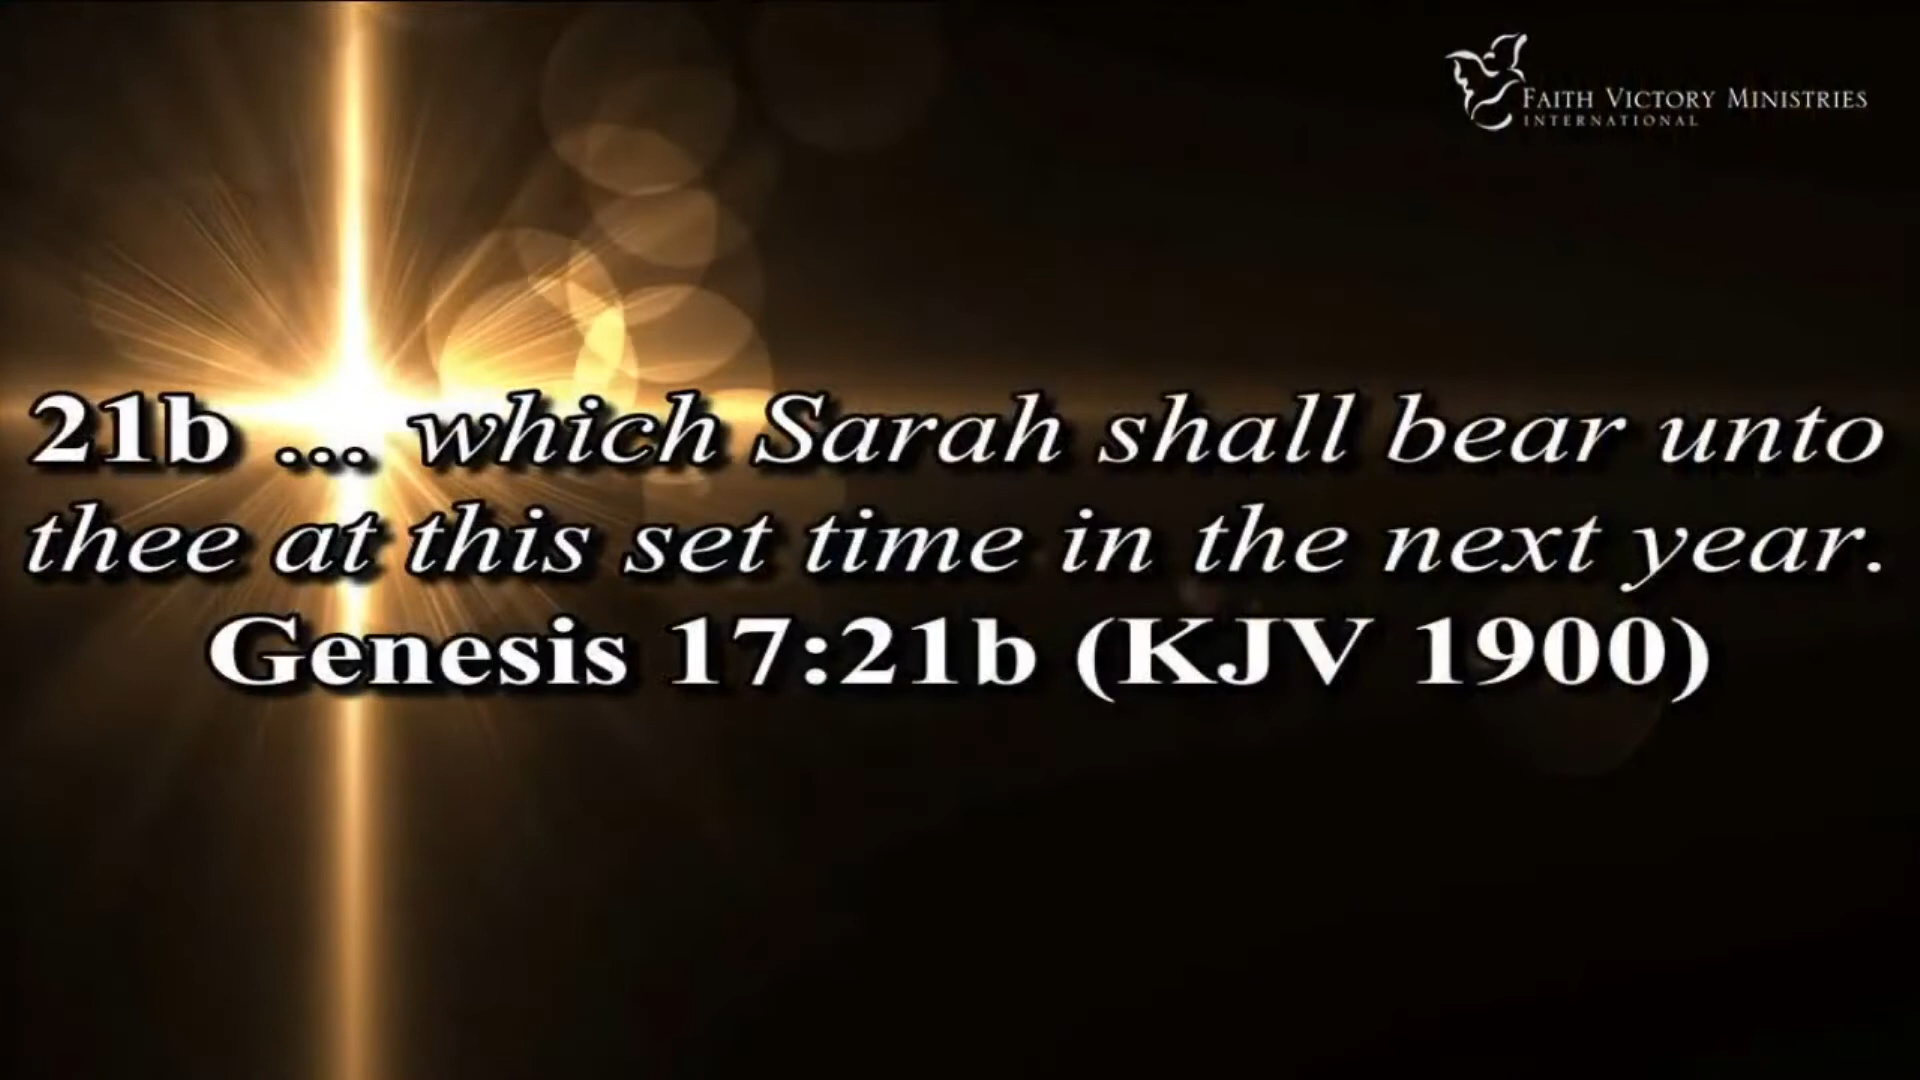 FAITH VICTORY MINISTRIES
INTERNATIONAL
21b ... which Sarah shall bear unto
thee at this set time in the next year.
Genesis 17:21b (KJV 1900)